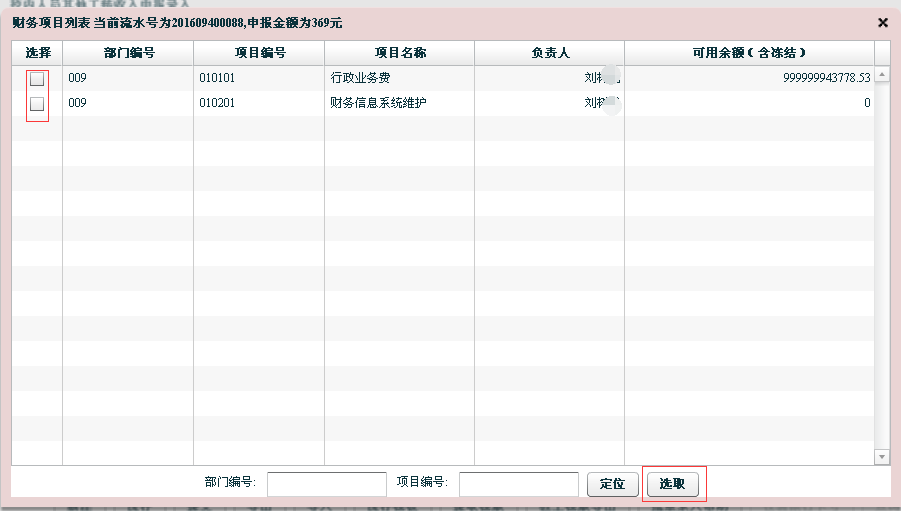 财务项目列表 当前流水号为201609400088,申报金额为369元
选择 部门编号 项目编号 项目名称 负责人 可用余额（含冻结）
009 010101 行政业务费 刘 999999943778.53
009 010201 财务信息系统维护 刘 0
部门编号: 项目编号: 定位 选取